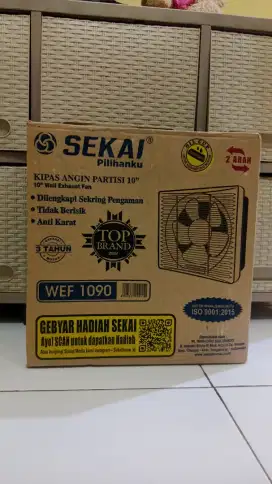 SEKAI®
Pilihanku
KIPAS ANGIN PARTISI 10"
10" Wall Exhaust Fan
2 ARAH
• Dilengkapi Sekring Pengaman
• Tidak Berisik
• Anti Karat
3 TAHUN
TOP
BRAND
WEF 1090
ISO 9001:2015
GEBYAR HADIAH SEKAI
Ayo! SCAN untuk dapatkan Hadiah